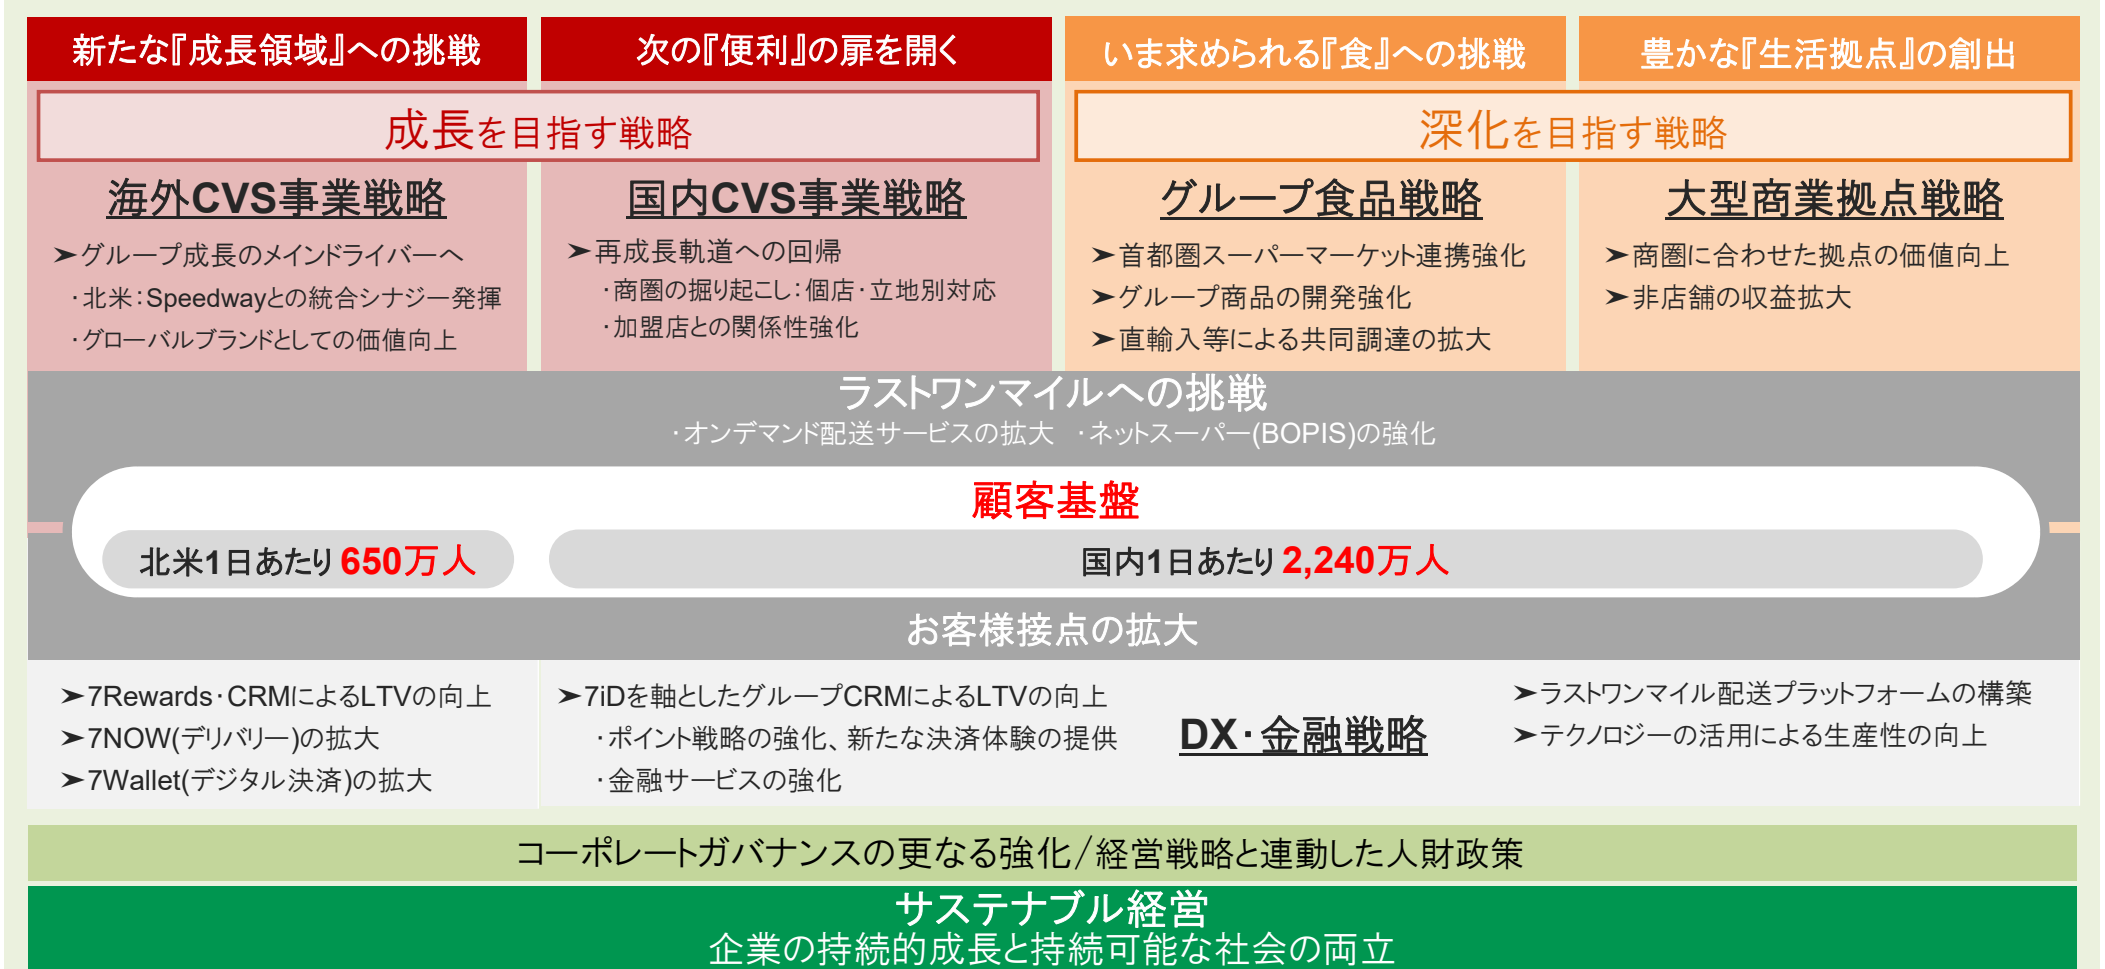 新たな『成長領域』への挑戦
次の『便利』の扉を開く
いま求められる『食』への挑戦
豊かな『生活拠点』の創出
成長を目指す戦略
深化を目指す戦略
海外CVS事業戦略
➤グループ成長のメインドライバーへ
・北米：Speedwayとの統合シナジー発揮
・グローバルブランドとしての価値向上
国内CVS事業戦略
➤再成長軌道への回帰
・商圏の掘り起こし：個店・立地別対応
・加盟店との関係性強化
グループ食品戦略
➤首都圏スーパーマーケット連携強化
➤グループ商品の開発強化
➤直輸入等による共同調達の拡大
大型商業拠点戦略
➤商圏に合わせた拠点の価値向上
➤非店舗の収益拡大
ラストワンマイルへの挑戦
・オンデマンド配送サービスの拡大 ・ネットスーパー(BOPIS)の強化
顧客基盤
北米1日あたり 650万人
国内1日あたり 2,240万人
お客様接点の拡大
➤7Rewards・CRMによるLTVの向上
➤7NOW(デリバリー)の拡大
➤7Wallet(デジタル決済)の拡大
➤7iDを軸としたグループCRMによるLTVの向上
・ポイント戦略の強化、新たな決済体験の提供
・金融サービスの強化
DX・金融戦略
➤ラストワンマイル配送プラットフォームの構築
➤テクノロジーの活用による生産性の向上
コーポレートガバナンスの更なる強化/経営戦略と連動した人財政策
サステナブル経営
企業の持続的成長と持続可能な社会の両立